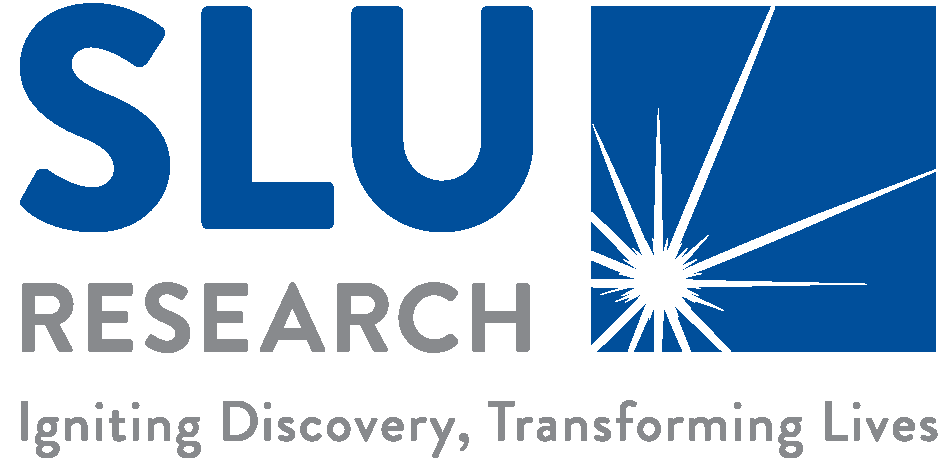 SLU
RESEARCH
Igniting Discovery, Transforming Lives